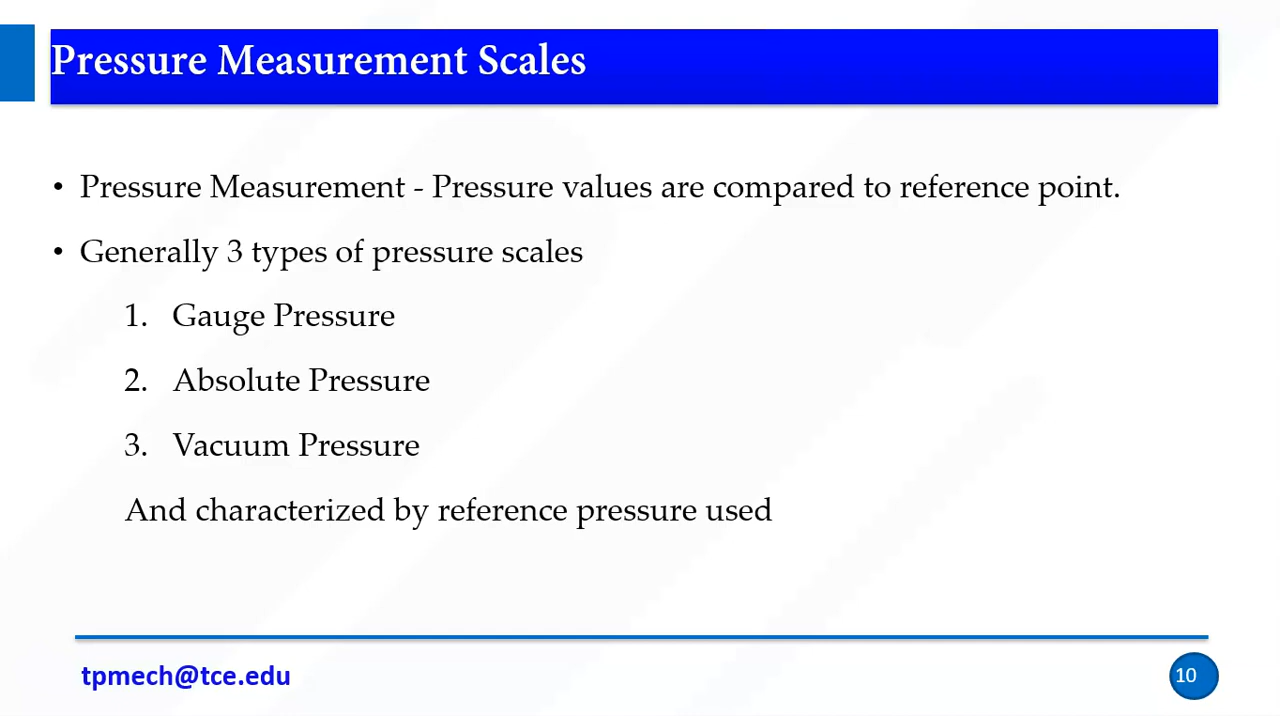 Pressure Measurement Scales
• Pressure Measurement - Pressure values are compared to reference point.
• Generally 3 types of pressure scales
1. Gauge Pressure
2. Absolute Pressure
3. Vacuum Pressure
And characterized by reference pressure used
tpmech@tce.edu
10